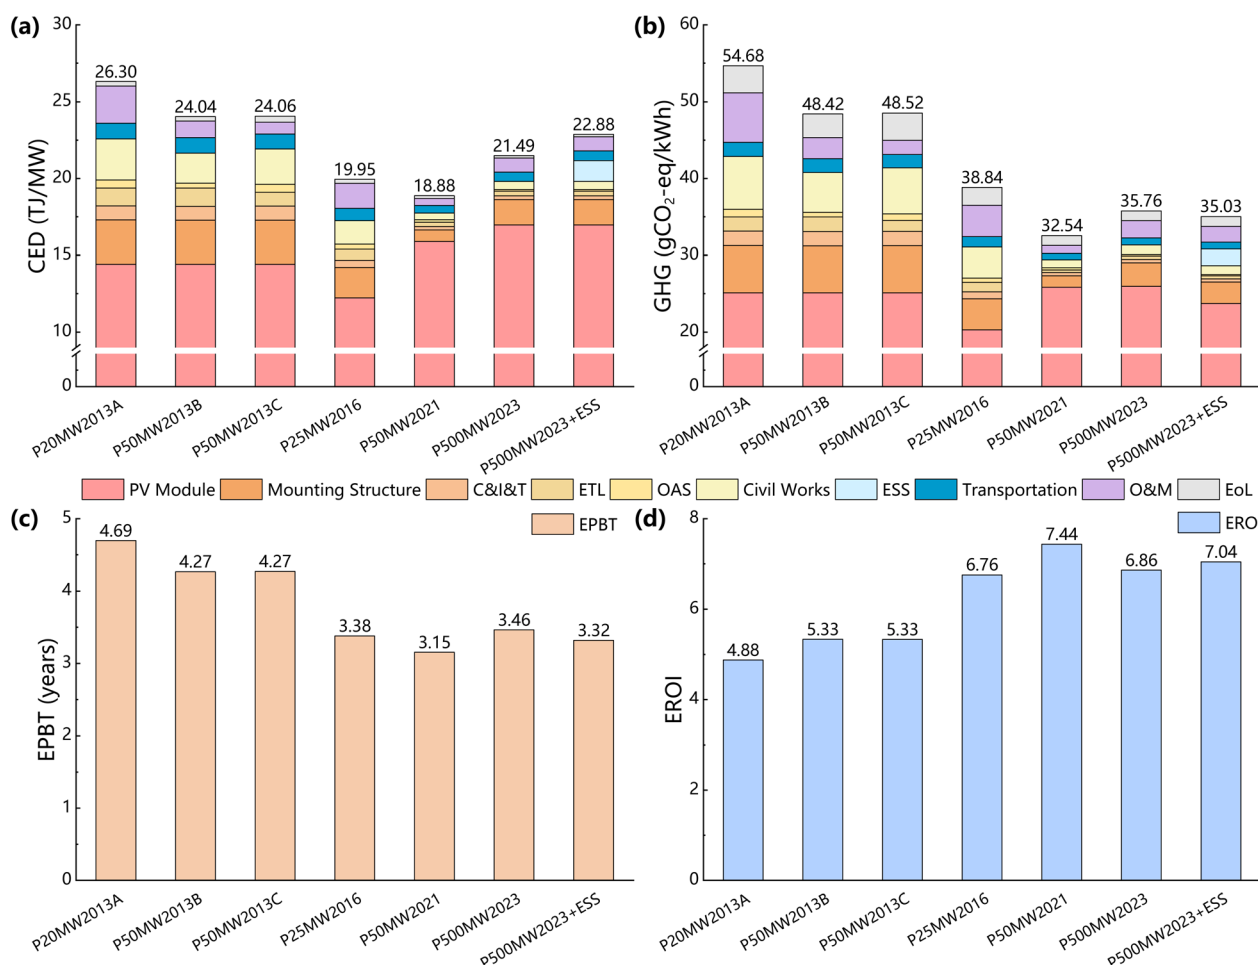 (a)
CED (TJ/MW)
30
25
20
15
10
0
26.30
24.04
24.06
19.95
18.88
21.49
22.88
P20MW2013A
P50MW2013B
P50MW2013C
P25MW2016
P50MW2021
P500MW2023
P500MW2023+ESS
(b)
GHG (gCO₂-eq/kWh)
60
50
40
30
20
0
54.68
48.42
48.52
38.84
32.54
35.76
35.03
P20MW2013A
P50MW2013B
P50MW2013C
P25MW2016
P50MW2021
P500MW2023
P500MW2023+ESS
PV Module Mounting Structure C&I&T ETL OAS Civil Works ESS Transportation O&M EoL
(c)
EPBT (years)
5
4
3
2
1
0
EPBT
4.69
4.27
4.27
3.38
3.15
3.46
3.32
P20MW2013A
P50MW2013B
P50MW2013C
P25MW2016
P50MW2021
P500MW2023
P500MW2023+ESS
(d)
EROI
8
6
4
2
0
ERO
4.88
5.33
5.33
6.76
7.44
6.86
7.04
P20MW2013A
P50MW2013B
P50MW2013C
P25MW2016
P50MW2021
P500MW2023
P500MW2023+ESS